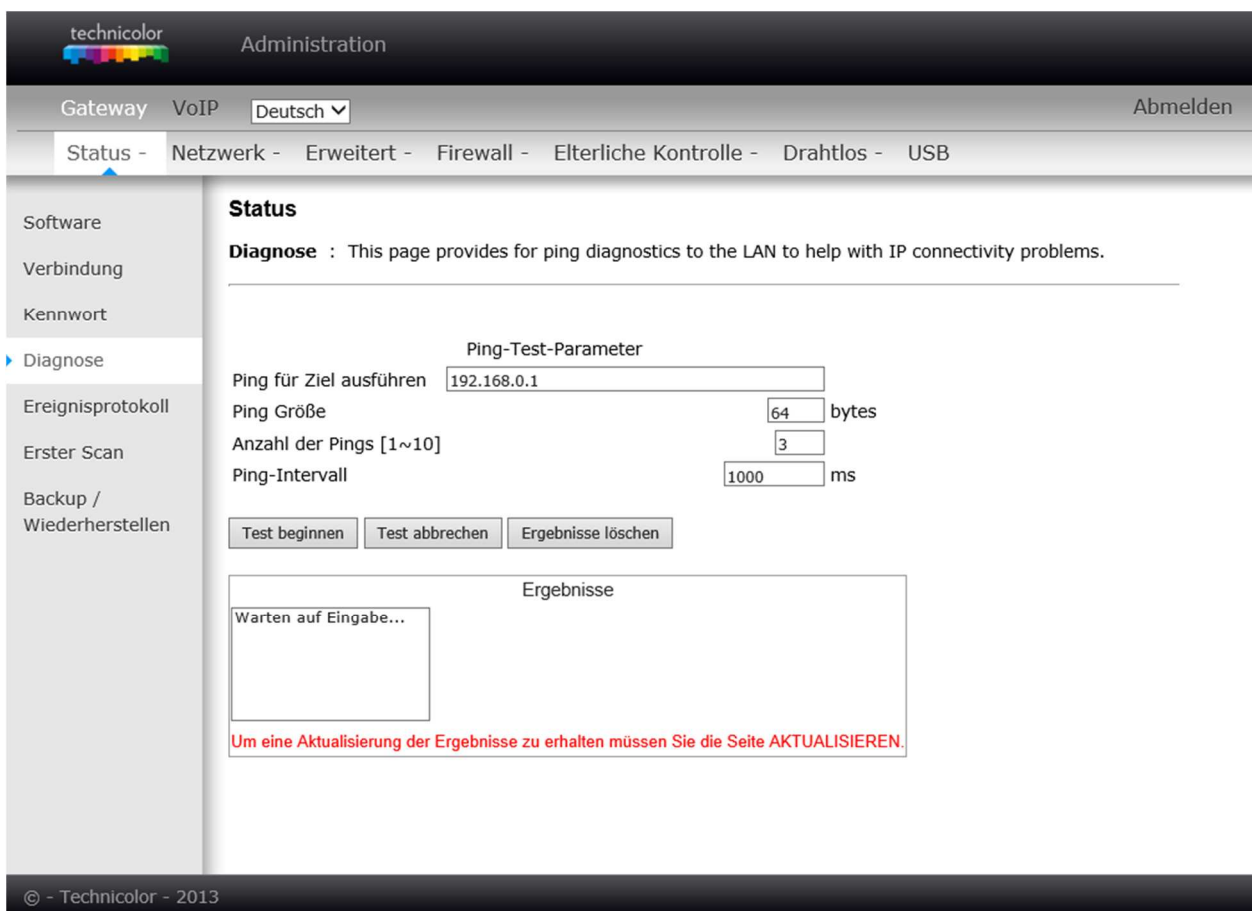 technicolor
Administration
Gateway VoIP Deutsch Abmelden
Status - Netzwerk - Erweitert - Firewall - Elterliche Kontrolle - Drahtlos - USB
Software
Verbindung
Kennwort
Diagnose
Ereignisprotokoll
Erster Scan
Backup /
Wiederherstellen
Status
Diagnose : This page provides for ping diagnostics to the LAN to help with IP connectivity problems.
Ping-Test-Parameter
Ping für Ziel ausführen 192.168.0.1
Ping Größe 64 bytes
Anzahl der Pings [1~10] 3
Ping-Intervall 1000 ms
Test beginnen Test abbrechen Ergebnisse löschen
Ergebnisse
Warten auf Eingabe...
Um eine Aktualisierung der Ergebnisse zu erhalten müssen Sie die Seite AKTUALISIEREN.
© - Technicolor - 2013